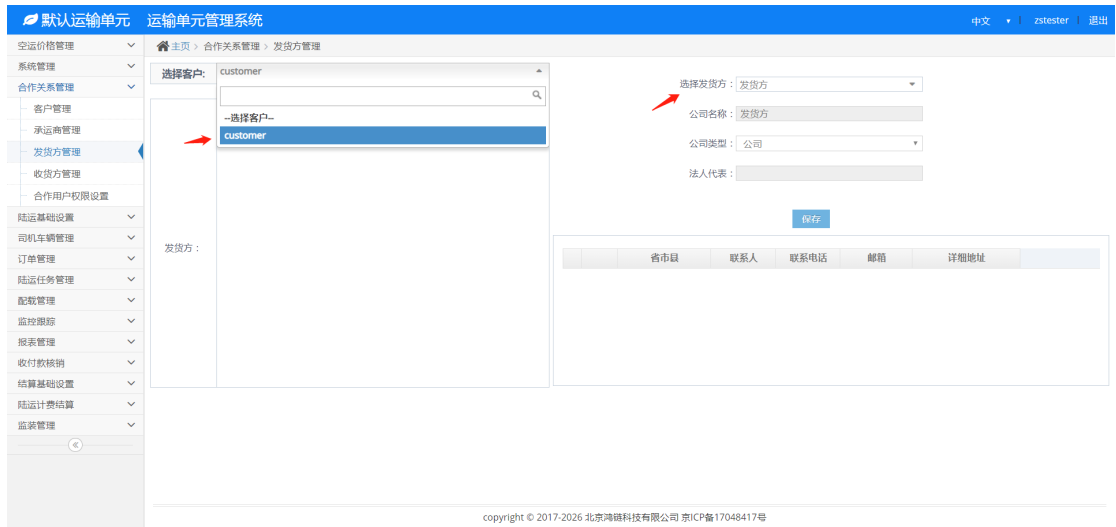 默认运输单元 运输单元管理系统 中文 zstester 退出
主页 > 合作关系管理 > 发货方管理
空运价格管理
系统管理
合作关系管理
客户管理
承运商管理
发货方管理
收货方管理
合作用户权限设置
陆运基础设置
司机车辆管理
订单管理
陆运任务管理
配载管理
监控跟踪
报表管理
收付款核销
结算基础设置
陆运计费结算
监装管理
选择客户: customer
--选择客户--
customer
发货方：
选择发货方： 发货方
公司名称： 发货方
公司类型： 公司
法人代表：
保存
省市县 联系人 联系电话 邮箱 详细地址
copyright © 2017-2026 北京鸿链科技有限公司 京ICP备17048417号